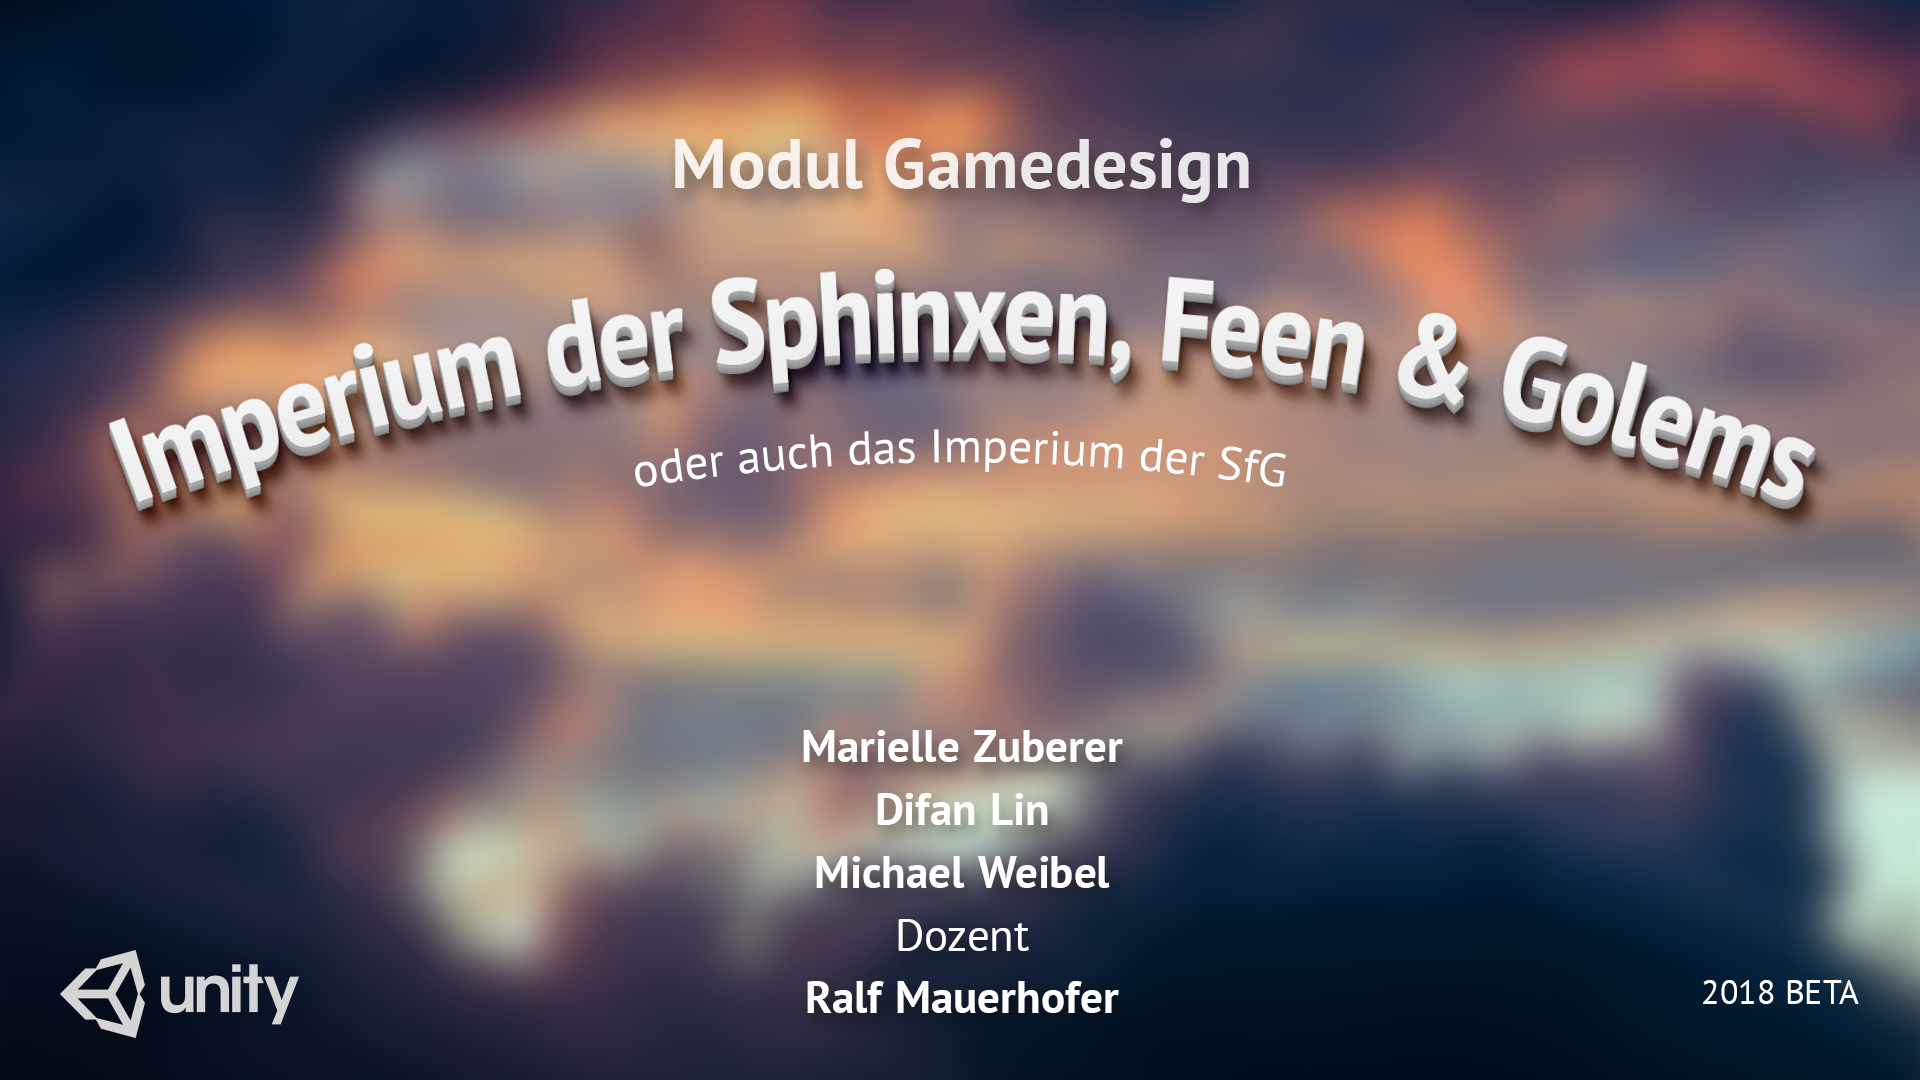 Modul Gamedesign
Imperium der Sphinxen, Feen & Golems
oder auch das Imperium der SfG
Marielle Zuberer
Difan Lin
Michael Weibel
Dozent
Ralf Mauerhofer
unity
2018 BETA